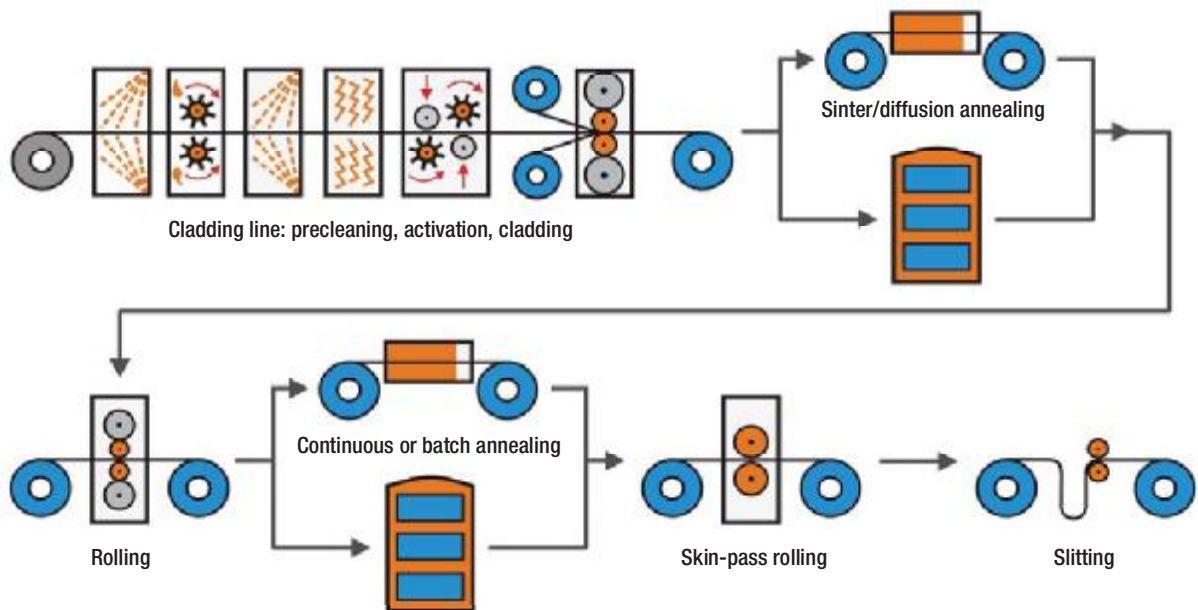 Sinter/diffusion annealing
Cladding line: precleaning, activation, cladding
Continuous or batch annealing
Rolling
Skin-pass rolling
Slitting